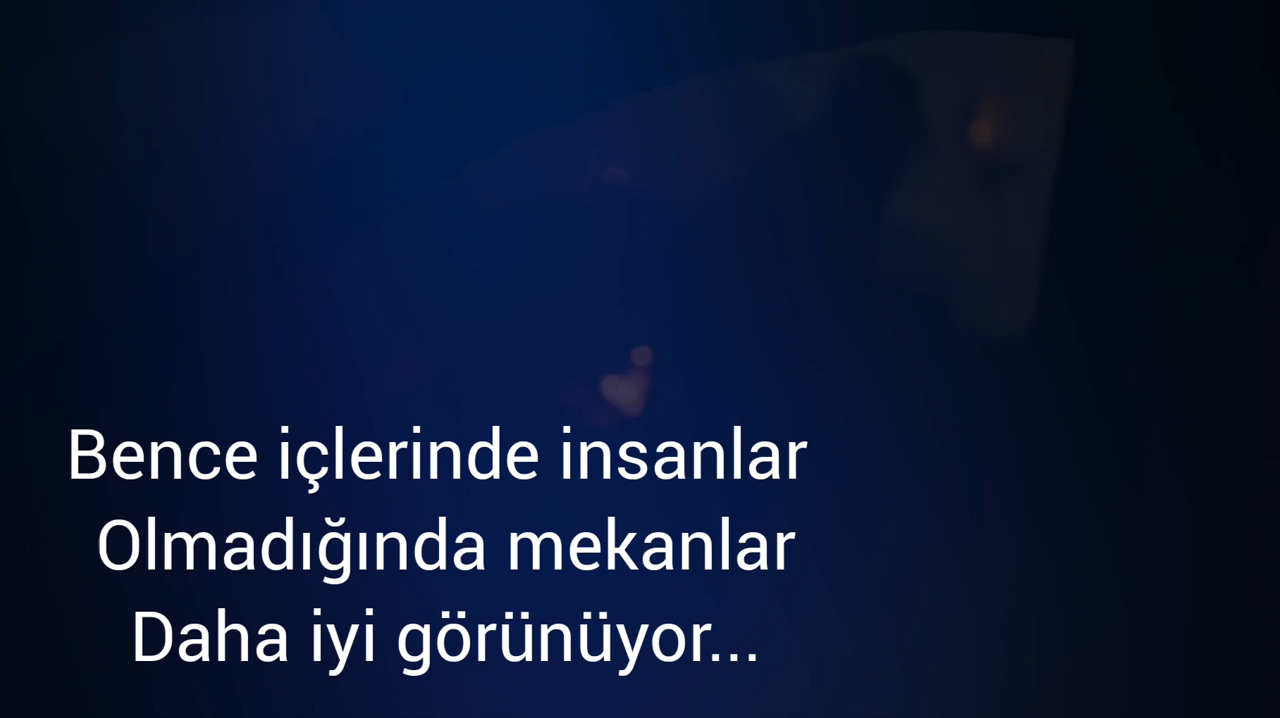 Bence içlerinde insanlar
Olmadığında mekanlar
Daha iyi görünüyor...